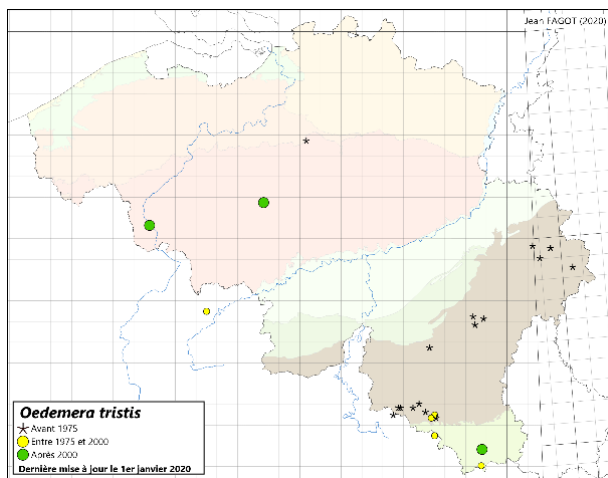 Jean FAGOT (2020)
Oedemera tristis
Avant 1975
Entre 1975 et 2000
Après 2000
Dernière mise à jour le 1er janvier 2020